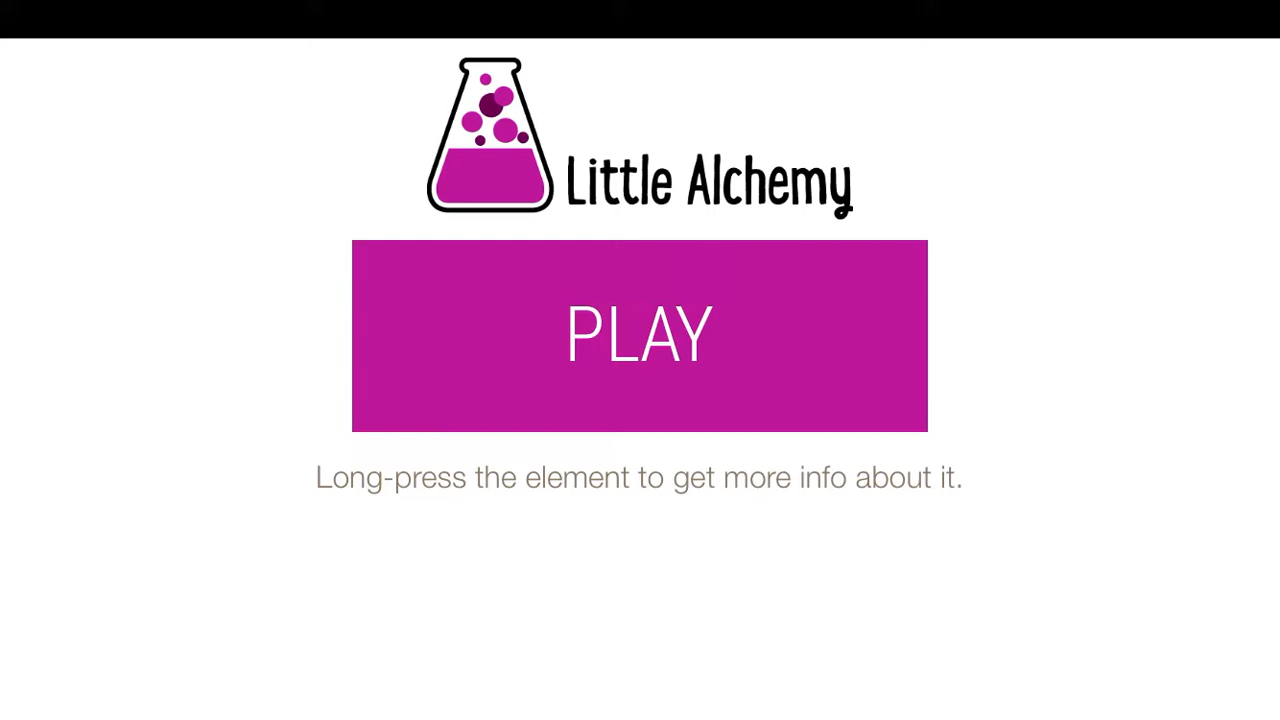 Little Alchemy
PLAY
Long-press the element to get more info about it.